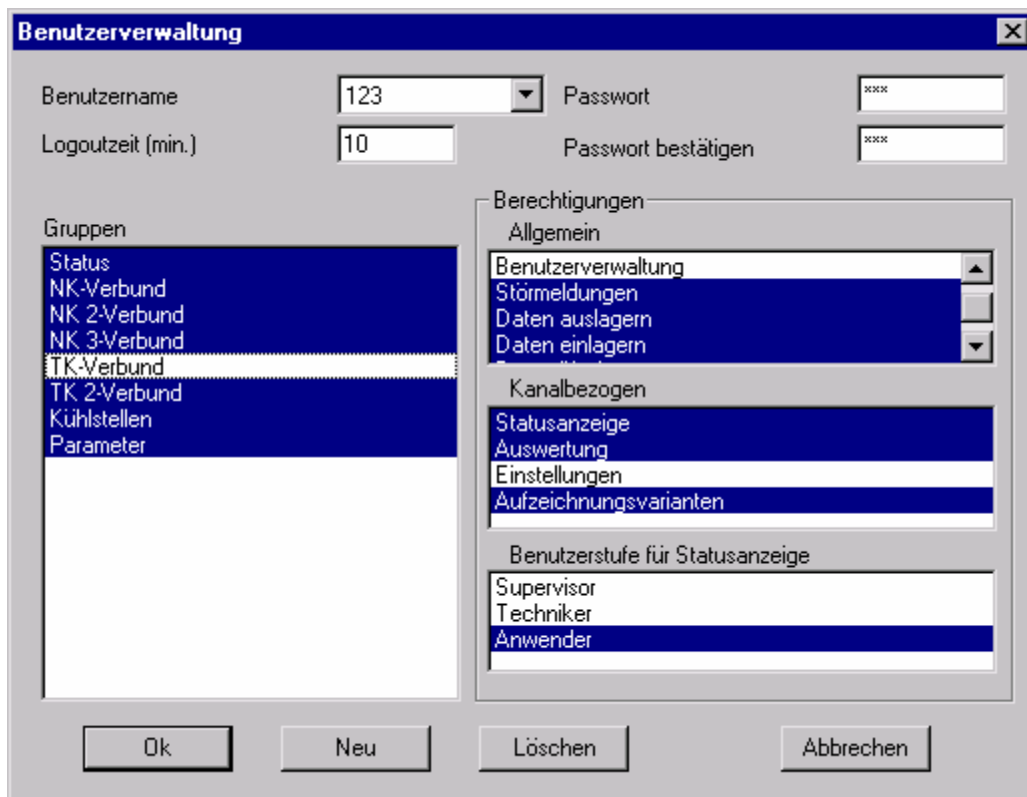 Benutzerverwaltung
Benutzername 123 Passwort ***
Logoutzeit (min.) 10 Passwort bestätigen ***
Gruppen
Status
NK-Verbund
NK 2-Verbund
NK 3-Verbund
TK-Verbund
TK 2-Verbund
Kühlstellen
Parameter
Berechtigungen
Allgemein
Benutzerverwaltung
Störmeldungen
Daten auslagern
Daten einlagern
Kanalbezogen
Statusanzeige
Auswertung
Einstellungen
Aufzeichnungsvarianten
Benutzerstufe für Statusanzeige
Supervisor
Techniker
Anwender
Ok Neu Löschen Abbrechen